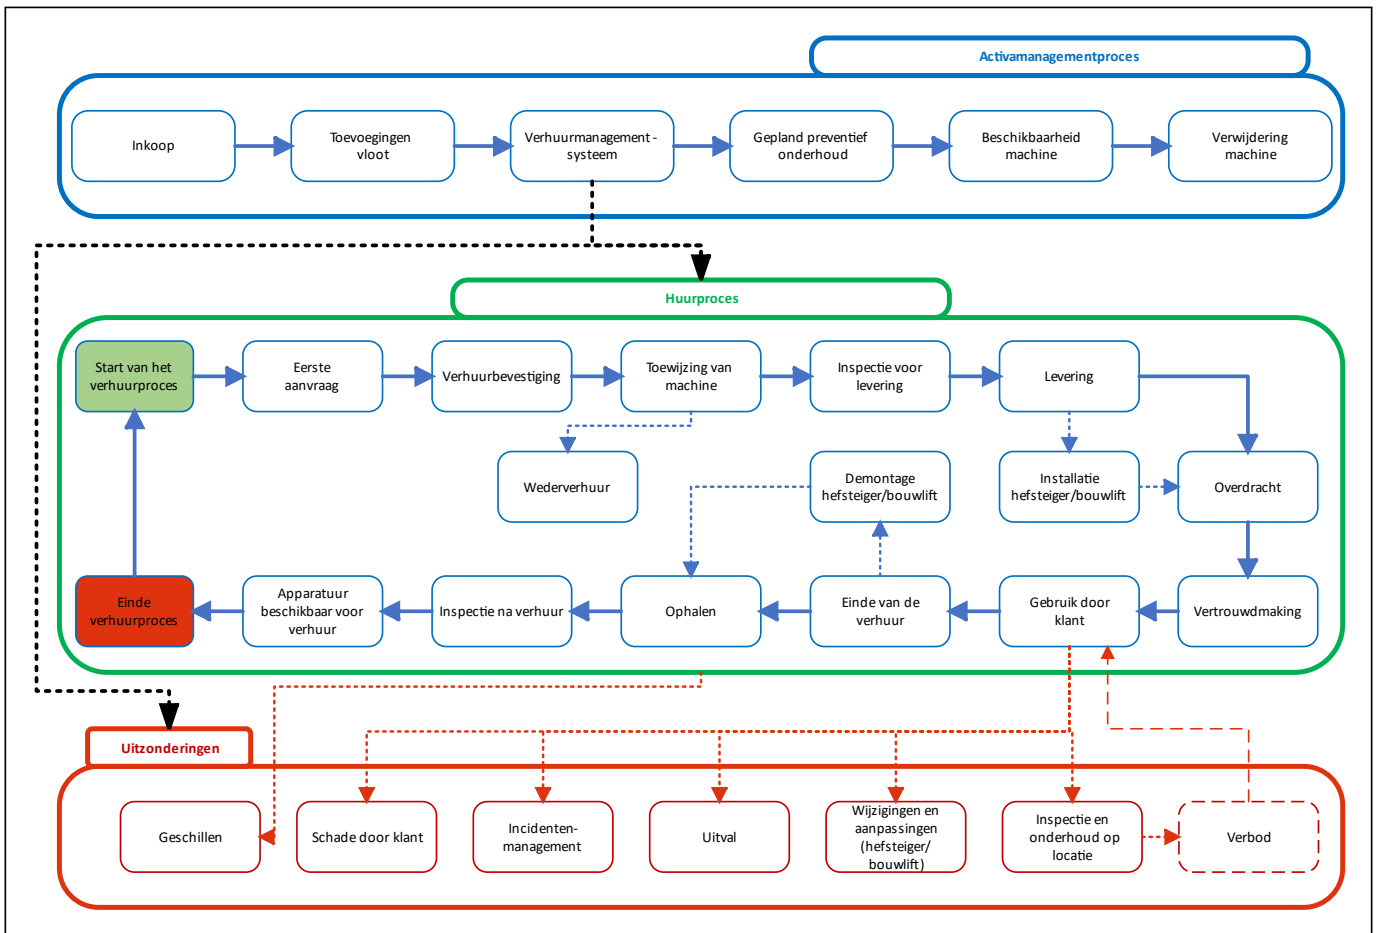 Activamanagementproces
Inkoop
Toevoegingen
vloot
Verhuurmanagement-
systeem
Gepland preventief
onderhoud
Beschikbaarheid
machine
Verwijdering
machine
Huurproces
Start van het
verhuurproces
Eerste
aanvraag
Verhuurbevestiging
Toewijzing van
machine
Inspectie voor
levering
Levering
Wederverhuur
Demontage
hefsteiger/bouwlift
Installatie
hefsteiger/bouwlift
Overdracht
Einde
verhuurproces
Apparatuur
beschikbaar voor
verhuur
Inspectie na verhuur
Ophalen
Einde van de
verhuur
Gebruik door
klant
Vertrouwdmaking
Uitzonderingen
Geschillen
Schade door klant
Incidenten-
management
Uitval
Wijzigingen en
aanpassingen
(hefsteiger/
bouwlift)
Inspectie en
onderhoud op
locatie
Verbod